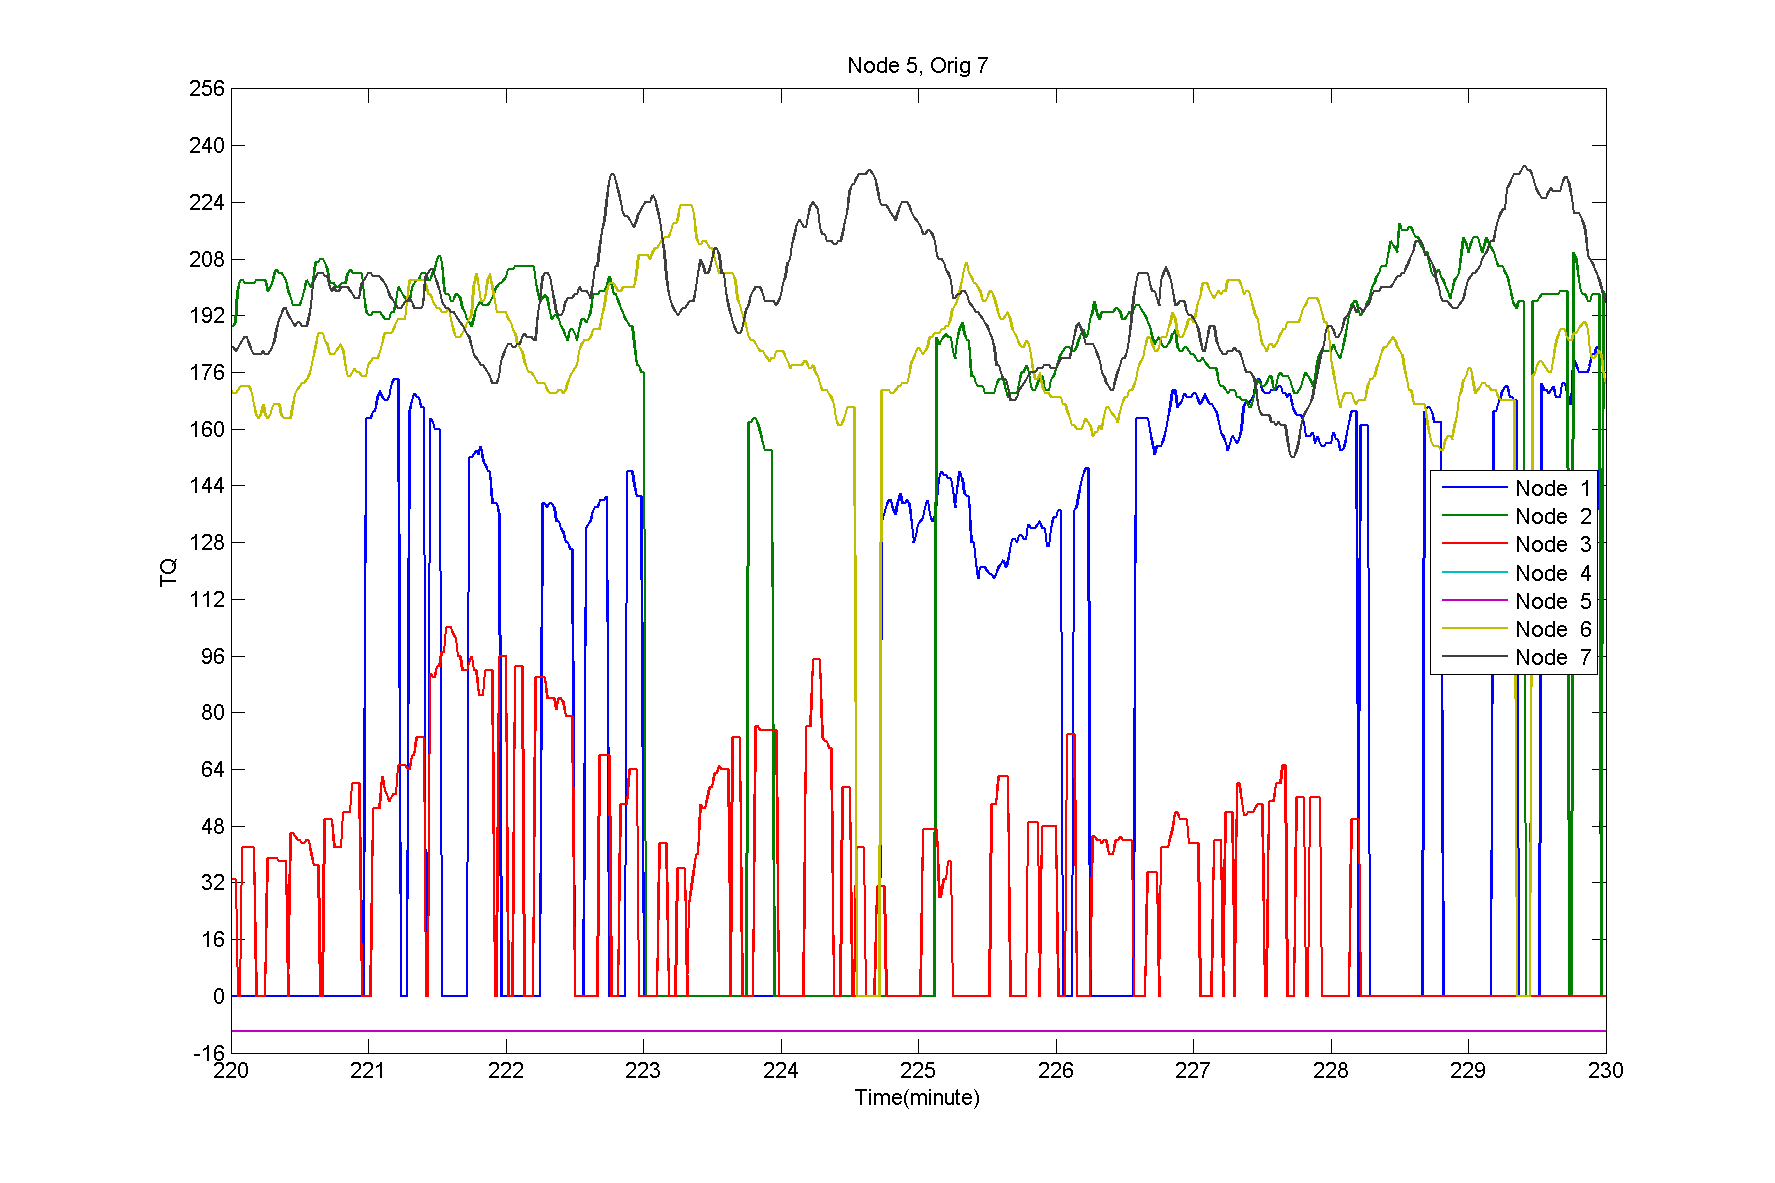 Node 5, Orig 7
256
240
224
208
192
176
160
144
128
112
96
80
64
48
32
16
0
-16
TQ
220 221 222 223 224 225 226 227 228 229 230
Time(minute)
Node 1
Node 2
Node 3
Node 4
Node 5
Node 6
Node 7